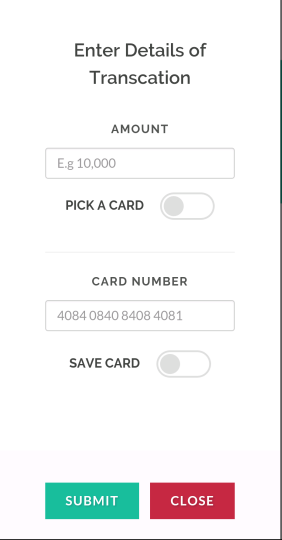 Enter Details of
Transcation
AMOUNT
E.g 10,000
PICK A CARD
CARD NUMBER
4084 0840 8408 4081
SAVE CARD
SUBMIT
CLOSE